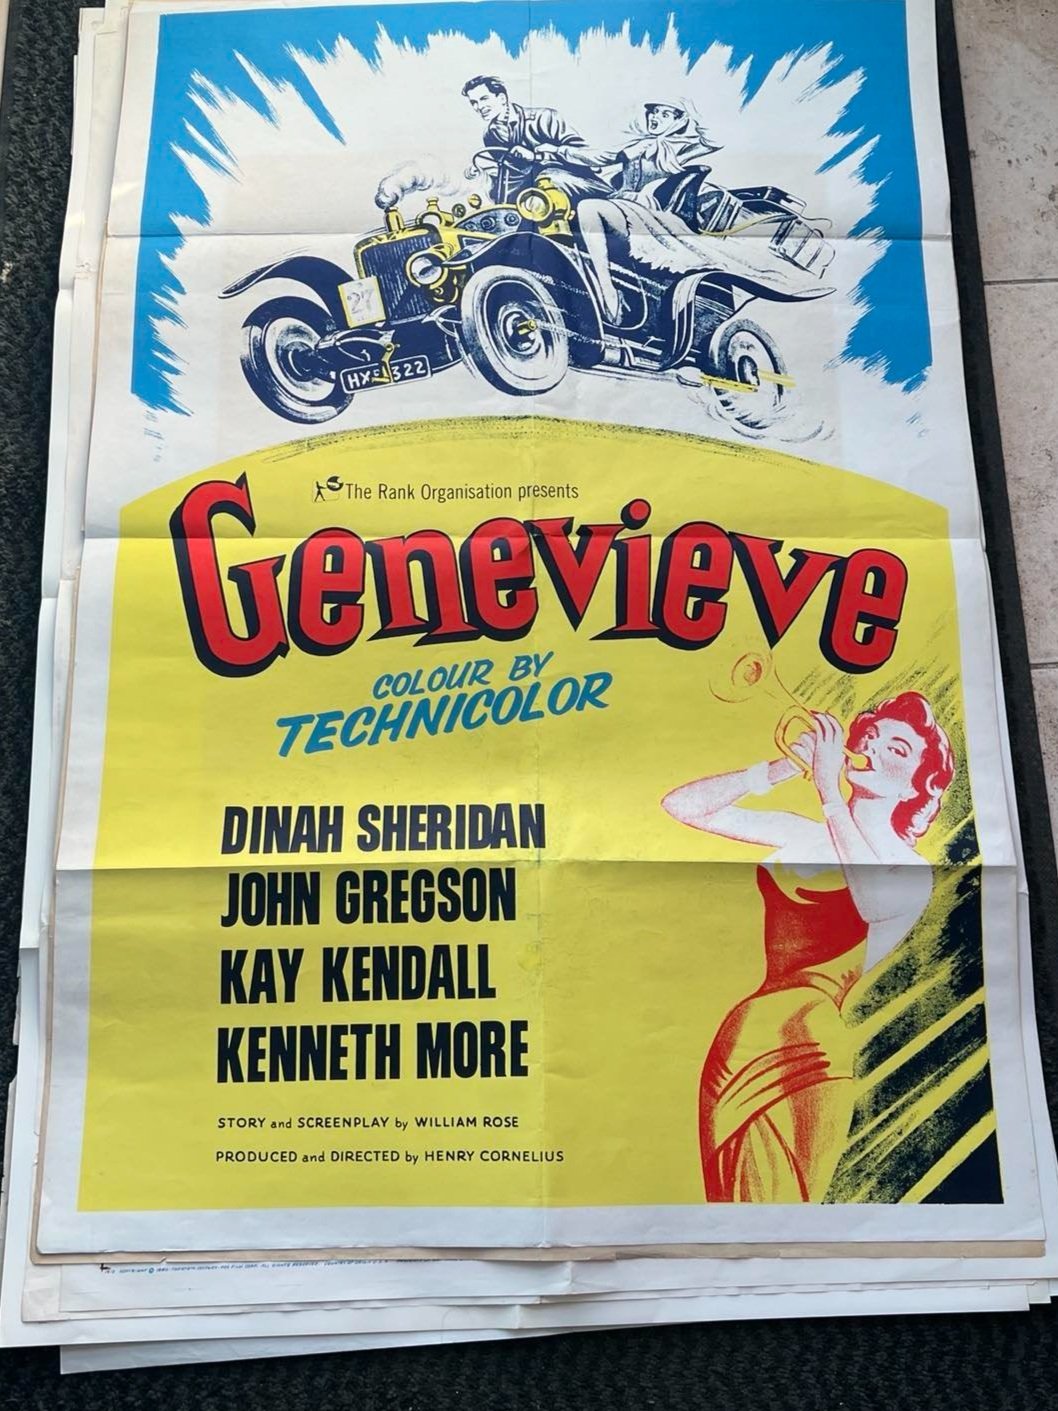 27
HX 322
The Rank Organisation presents
Genevieve
COLOUR BY
TECHNICOLOR
DINAH SHERIDAN
JOHN GREGSON
KAY KENDALL
KENNETH MORE
STORY and SCREENPLAY by WILLIAM ROSE
PRODUCED and DIRECTED by HENRY CORNELIUS